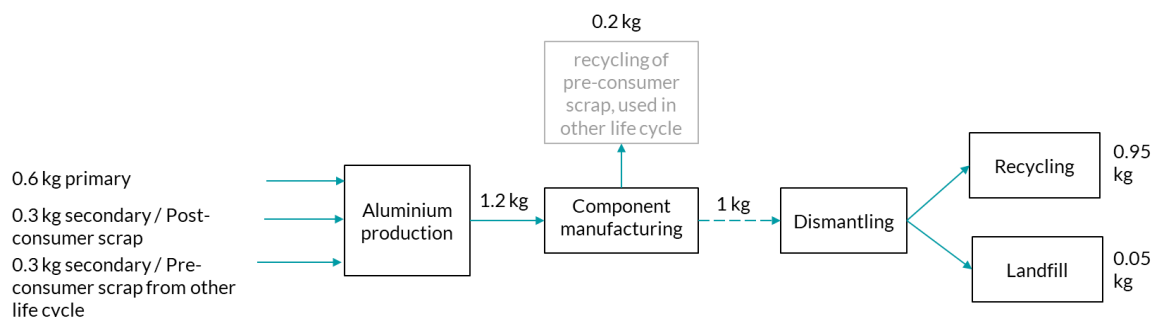 0.2 kg
recycling of
pre-consumer
scrap, used in
other life cycle
0.6 kg primary
0.3 kg secondary / Post-
consumer scrap
0.3 kg secondary / Pre-
consumer scrap from other
life cycle
Aluminium
production
1.2 kg
Component
manufacturing
1 kg
Dismantling
Recycling
0.95
kg
Landfill
0.05
kg